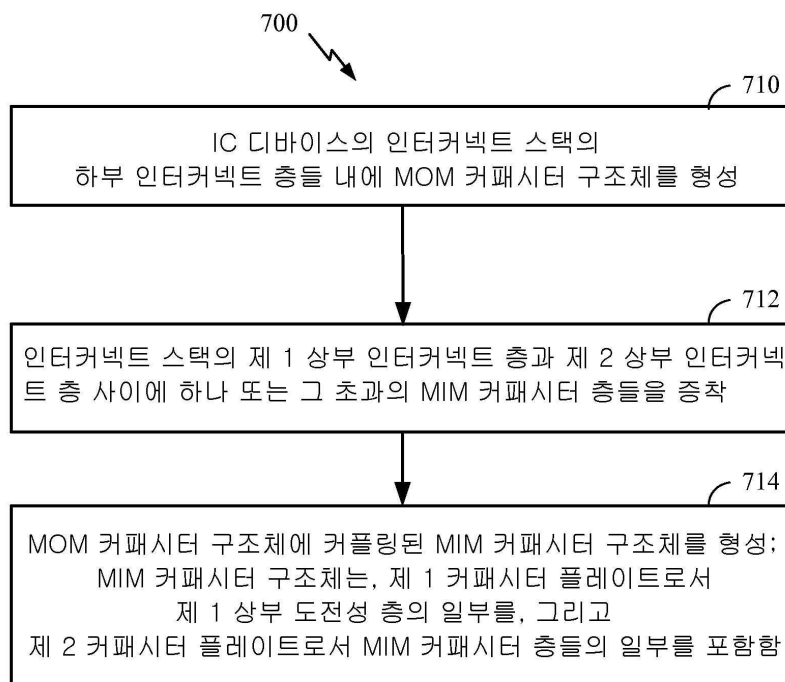 700
710
IC 디바이스의 인터커넥트 스택의
하부 인터커넥트 층들 내에 MOM 커패시터 구조체를 형성
712
인터커넥트 스택의 제 1 상부 인터커넥트 층과 제 2 상부 인터커넥
트 층 사이에 하나 또는 그 초과의 MIM 커패시터 층들을 증착
714
MOM 커패시터 구조체에 커플링된 MIM 커패시터 구조체를 형성;
MIM 커패시터 구조체는, 제 1 커패시터 플레이트로서
제 1 상부 도전성 층의 일부를, 그리고
제 2 커패시터 플레이트로서 MIM 커패시터 층들의 일부를 포함함